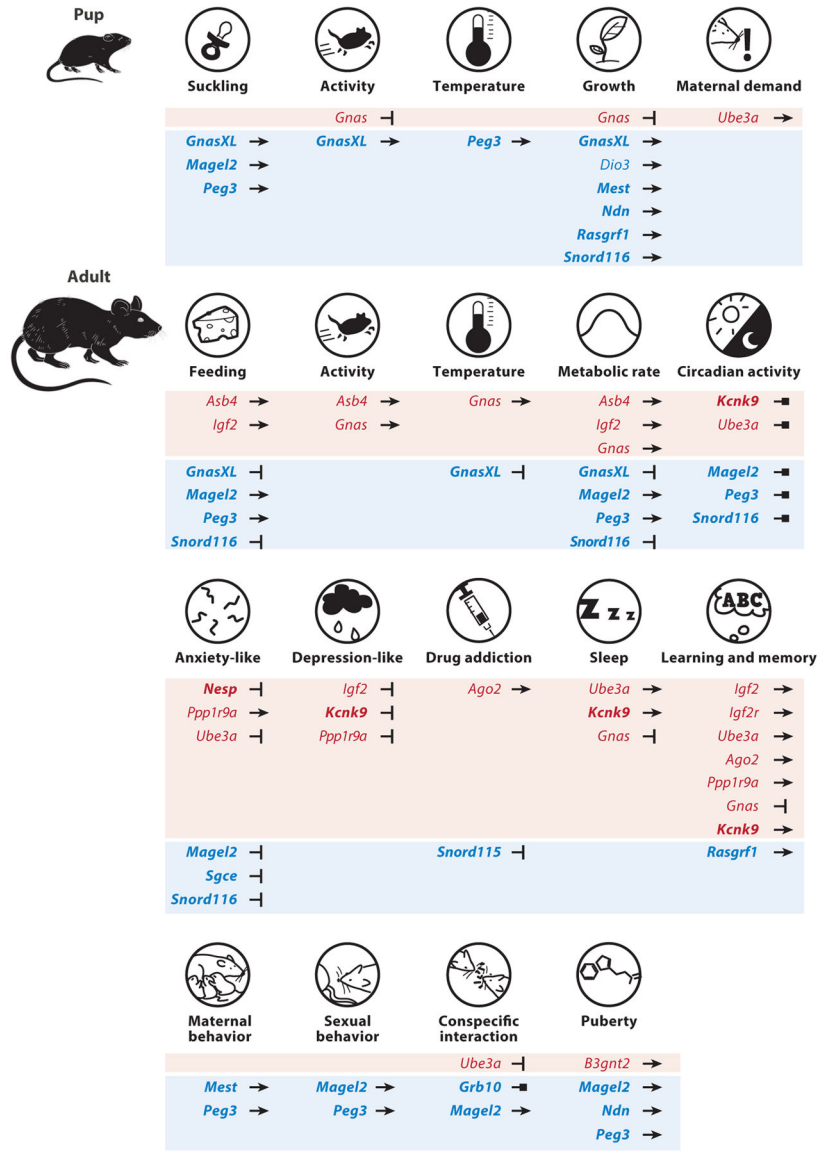 Pup
Suckling Activity Temperature Growth Maternal demand
Gnas Gnas Ube3a
GnasXL GnasXL Peg3 GnasXL
Magel2 Dio3
Peg3 Mest
Ndn
Rasgrf1
Snord116
Adult
Feeding Activity Temperature Metabolic rate Circadian activity
Asb4 Asb4 Gnas Asb4 Kcnk9
Igf2 Gnas Igf2 Ube3a
Gnas
GnasXL GnasXL GnasXL Magel2
Magel2 Magel2 Peg3
Peg3 Peg3 Snord116
Snord116 Snord116
Z z z ABC
Anxiety-like Depression-like Drug addiction Sleep Learning and memory
Nesp Igf2 Ago2 Ube3a Igf2
Ppp1r9a Kcnk9 Kcnk9 Igf2r
Ube3a Ppp1r9a Gnas Ube3a
Ago2
Ppp1r9a
Gnas
Kcnk9
Magel2 Snord115 Rasgrf1
Sgce
Snord116
Maternal Sexual Conspecific Puberty
behavior behavior interaction
Ube3a B3gnt2
Mest Magel2 Grb10 Magel2
Peg3 Peg3 Magel2 Ndn
Peg3